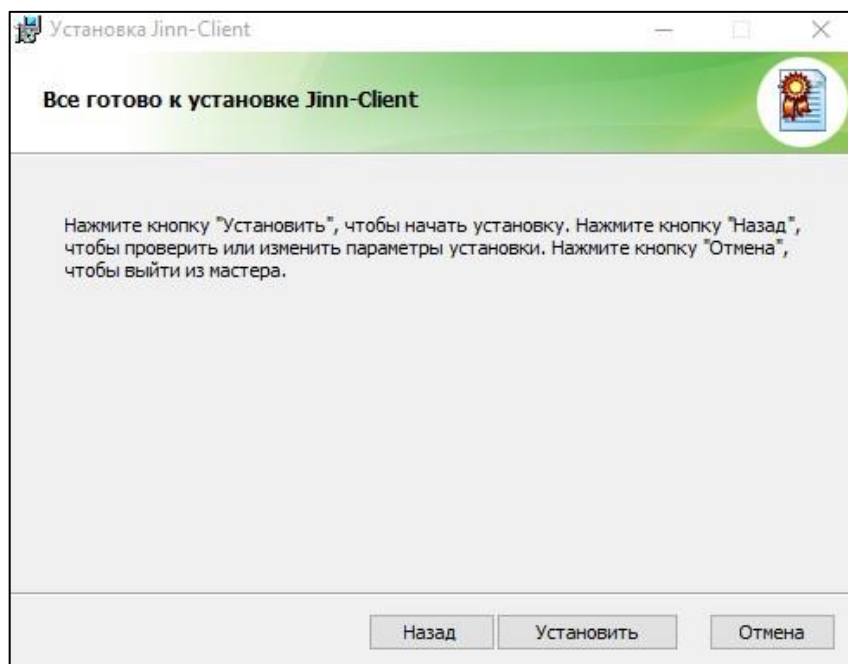 Установка Jinn-Client
Все готово к установке Jinn-Client
Нажмите кнопку "Установить", чтобы начать установку. Нажмите кнопку "Назад",
чтобы проверить или изменить параметры установки. Нажмите кнопку "Отмена",
чтобы выйти из мастера.
Назад Установить Отмена